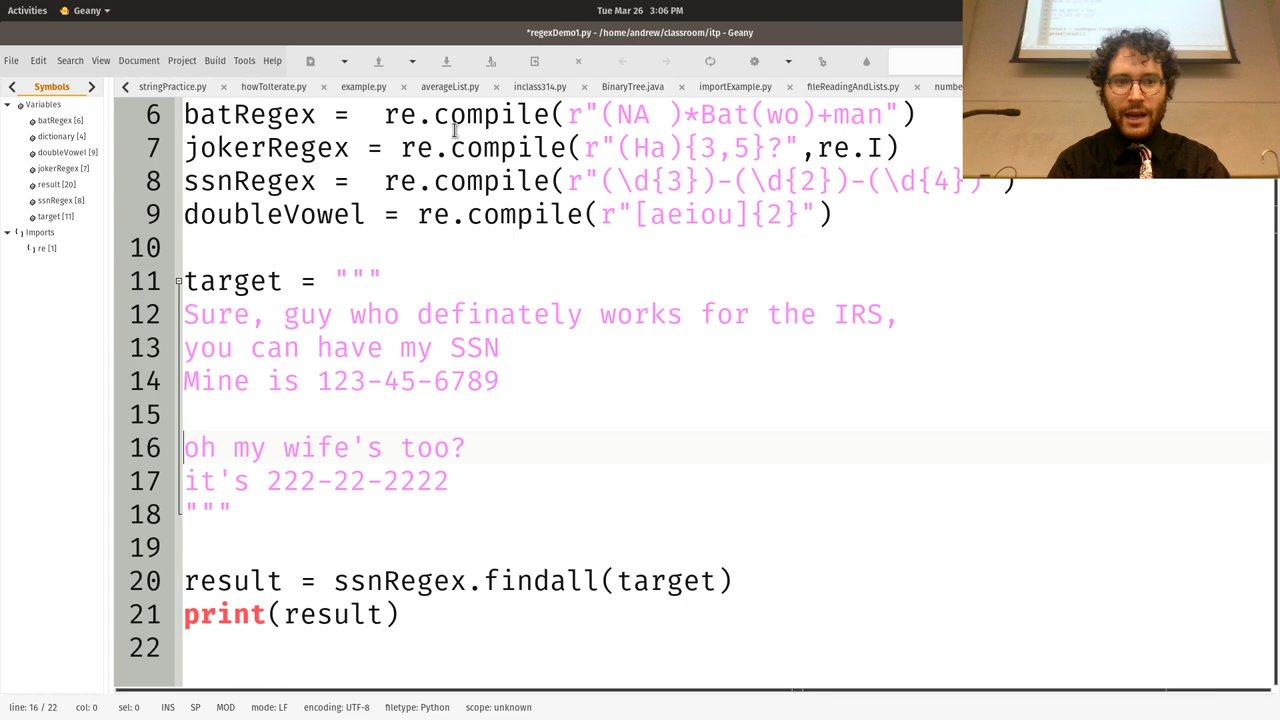 Activities
Geany
Tue Mar 26 3:06 PM
*regexDemo1.py - /home/andrew/classroom/itp - Geany
File Edit Search View Document Project Build Tools Help
Symbols
stringPractice.py howToIterate.py example.py averageList.py inclass314.py BinaryTree.java importExample.py fileReadingAndLists.py numbe
Variables
batRegex [6]
dictionary [4]
doubleVowel [9]
jokerRegex [7]
result [20]
ssnRegex [8]
target [11]
Imports
re [1]
6 batRegex = re.compile(r"(NA )*Bat(wo)+man")
7 jokerRegex = re.compile(r"(Ha){3,5}?",re.I)
8 ssnRegex = re.compile(r"(\d{3})-(\d{2})-(\d{4})")
9 doubleVowel = re.compile(r"[aeiou]{2}")
10
11 target = """
12 Sure, guy who definately works for the IRS,
13 you can have my SSN
14 Mine is 123-45-6789
15
16 oh my wife's too?
17 it's 222-22-2222
18 """
19
20 result = ssnRegex.findall(target)
21 print(result)
22
line: 16 / 22 col: 0 sel: 0 INS SP MOD mode: LF encoding: UTF-8 filetype: Python scope: unknown